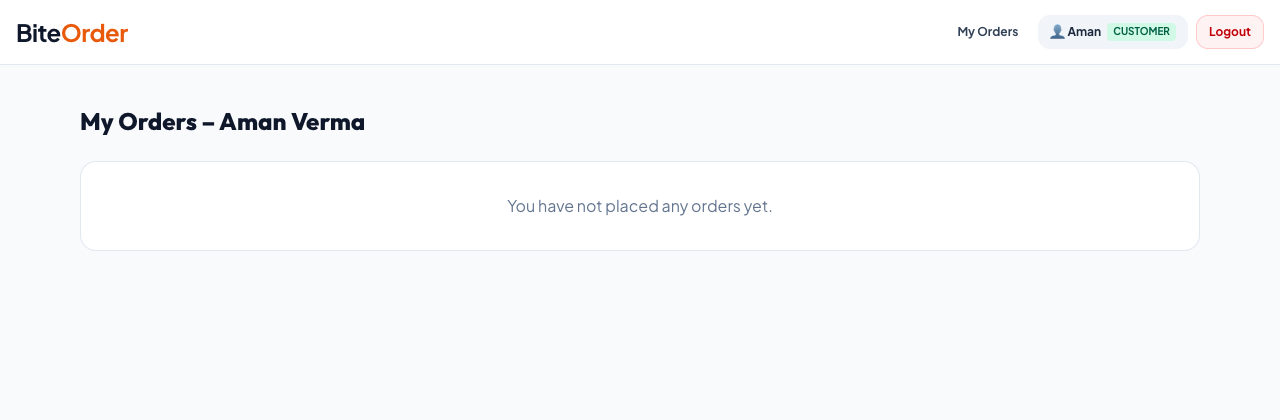 BiteOrder
My Orders
Aman CUSTOMER
Logout
My Orders – Aman Verma
You have not placed any orders yet.